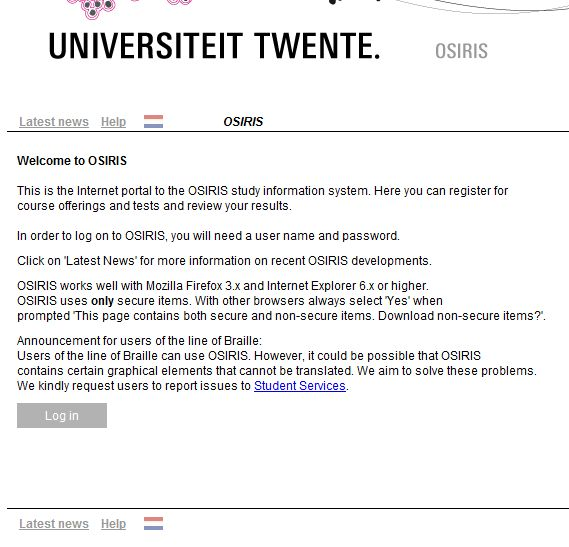 UNIVERSITEIT TWENTE. OSIRIS
Latest news Help OSIRIS
Welcome to OSIRIS
This is the Internet portal to the OSIRIS study information system. Here you can register for
course offerings and tests and review your results.
In order to log on to OSIRIS, you will need a user name and password.
Click on 'Latest News' for more information on recent OSIRIS developments.
OSIRIS works well with Mozilla Firefox 3.x and Internet Explorer 6.x or higher.
OSIRIS uses only secure items. With other browsers always select 'Yes' when
prompted 'This page contains both secure and non-secure items. Download non-secure items?'.
Announcement for users of the line of Braille:
Users of the line of Braille can use OSIRIS. However, it could be possible that OSIRIS
contains certain graphical elements that cannot be translated. We aim to solve these problems.
We kindly request users to report issues to Student Services.
Log in
Latest news Help